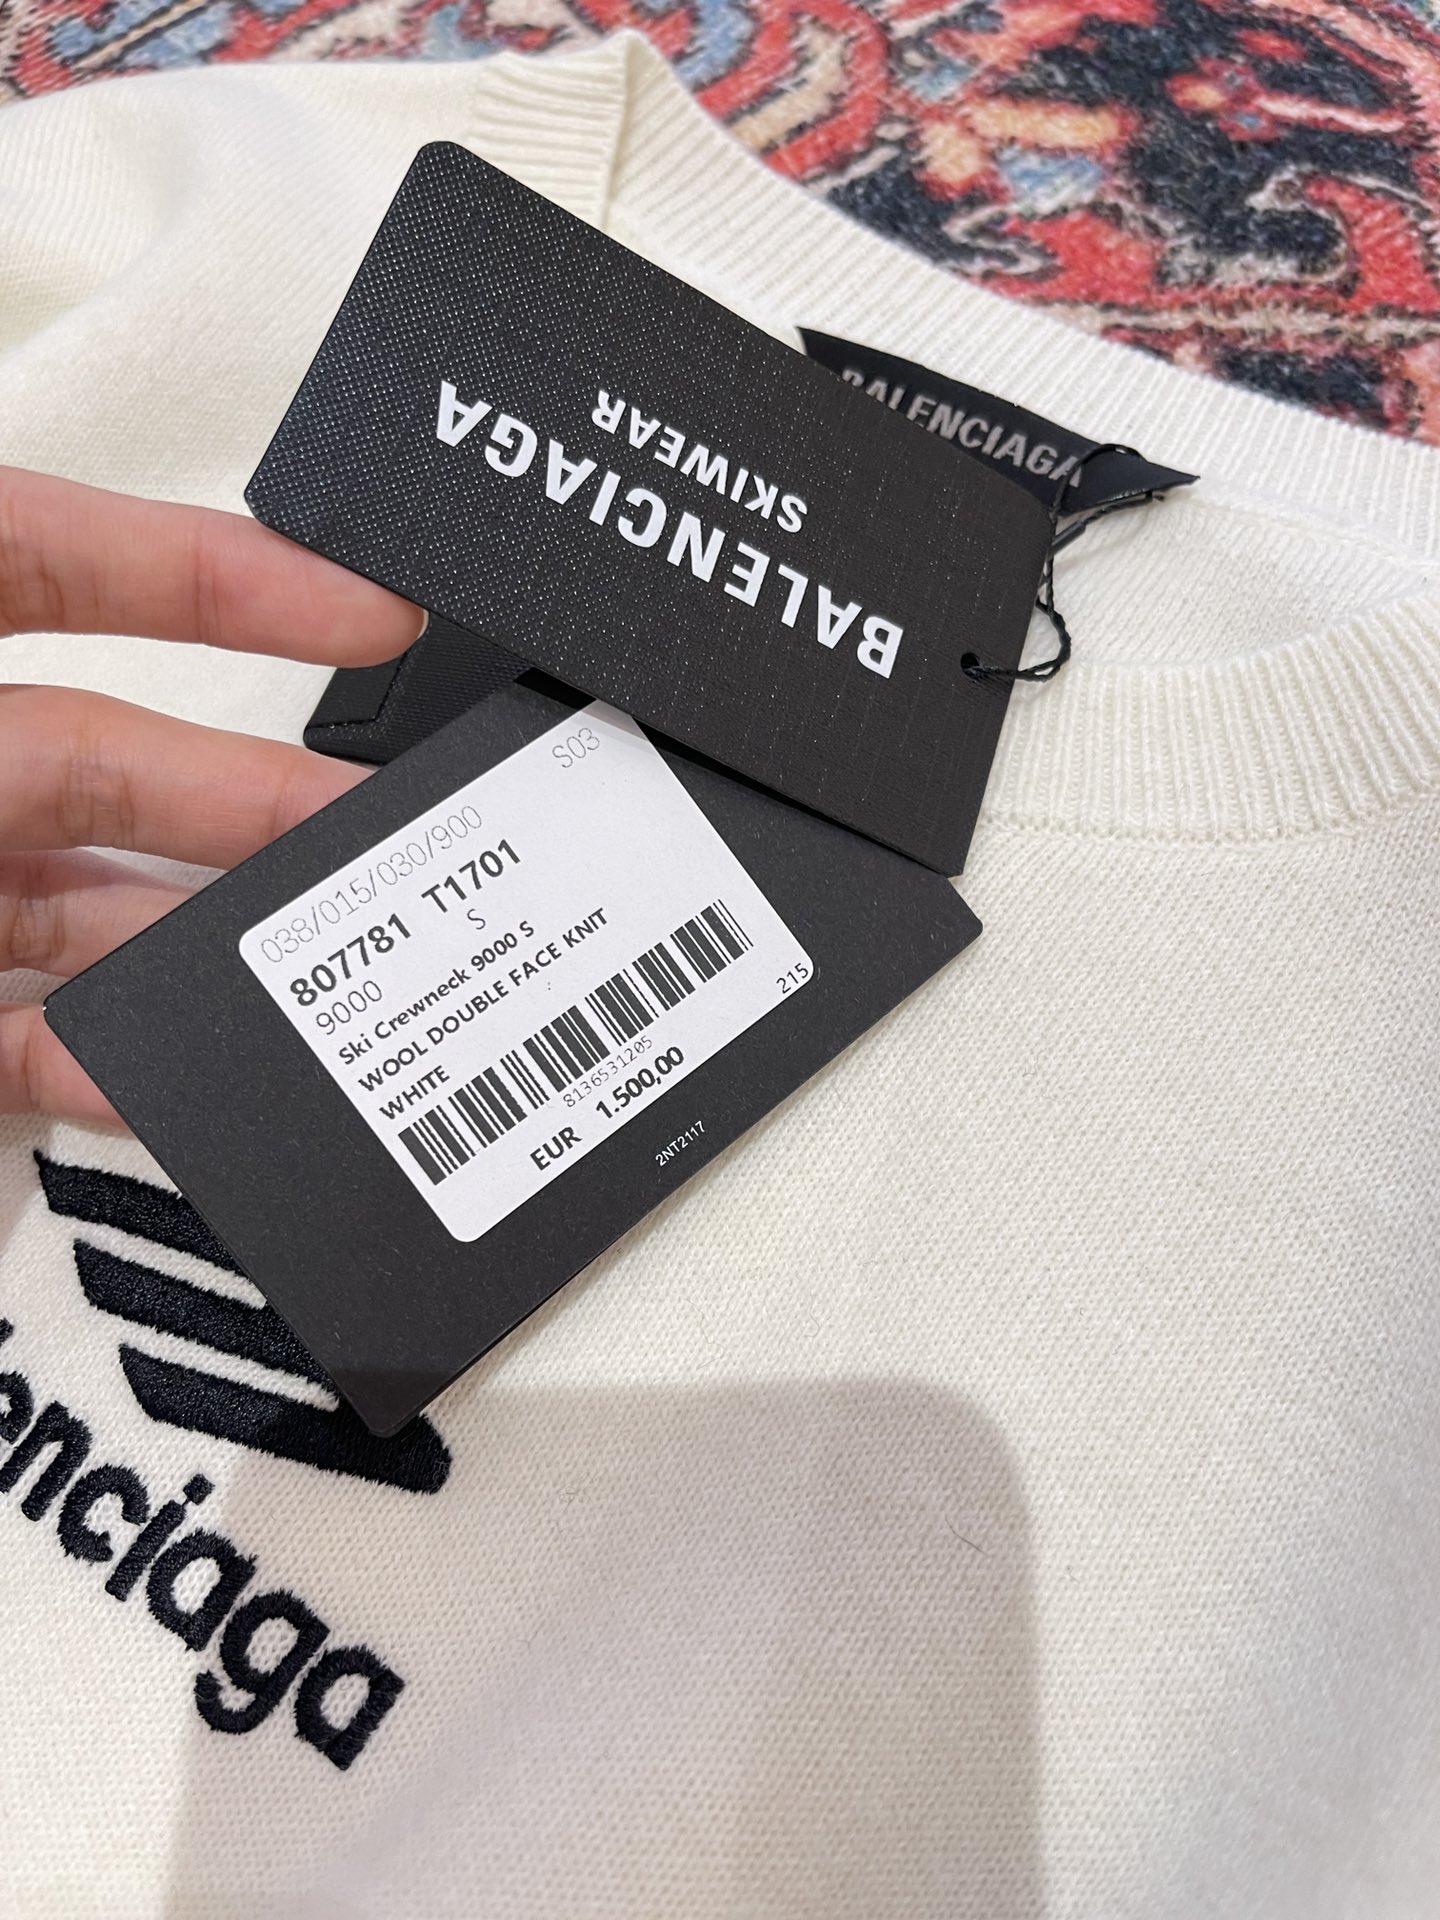 BALENCIAGA
BALENCIAGA
SKIWEAR
S03
038/015/030/900
807781 T1701
9000 S
Ski Crewneck 9000 S
WOOL DOUBLE FACE KNIT
WHITE
215
8136531205
EUR 1.500,00
2NT2117
lenciaga